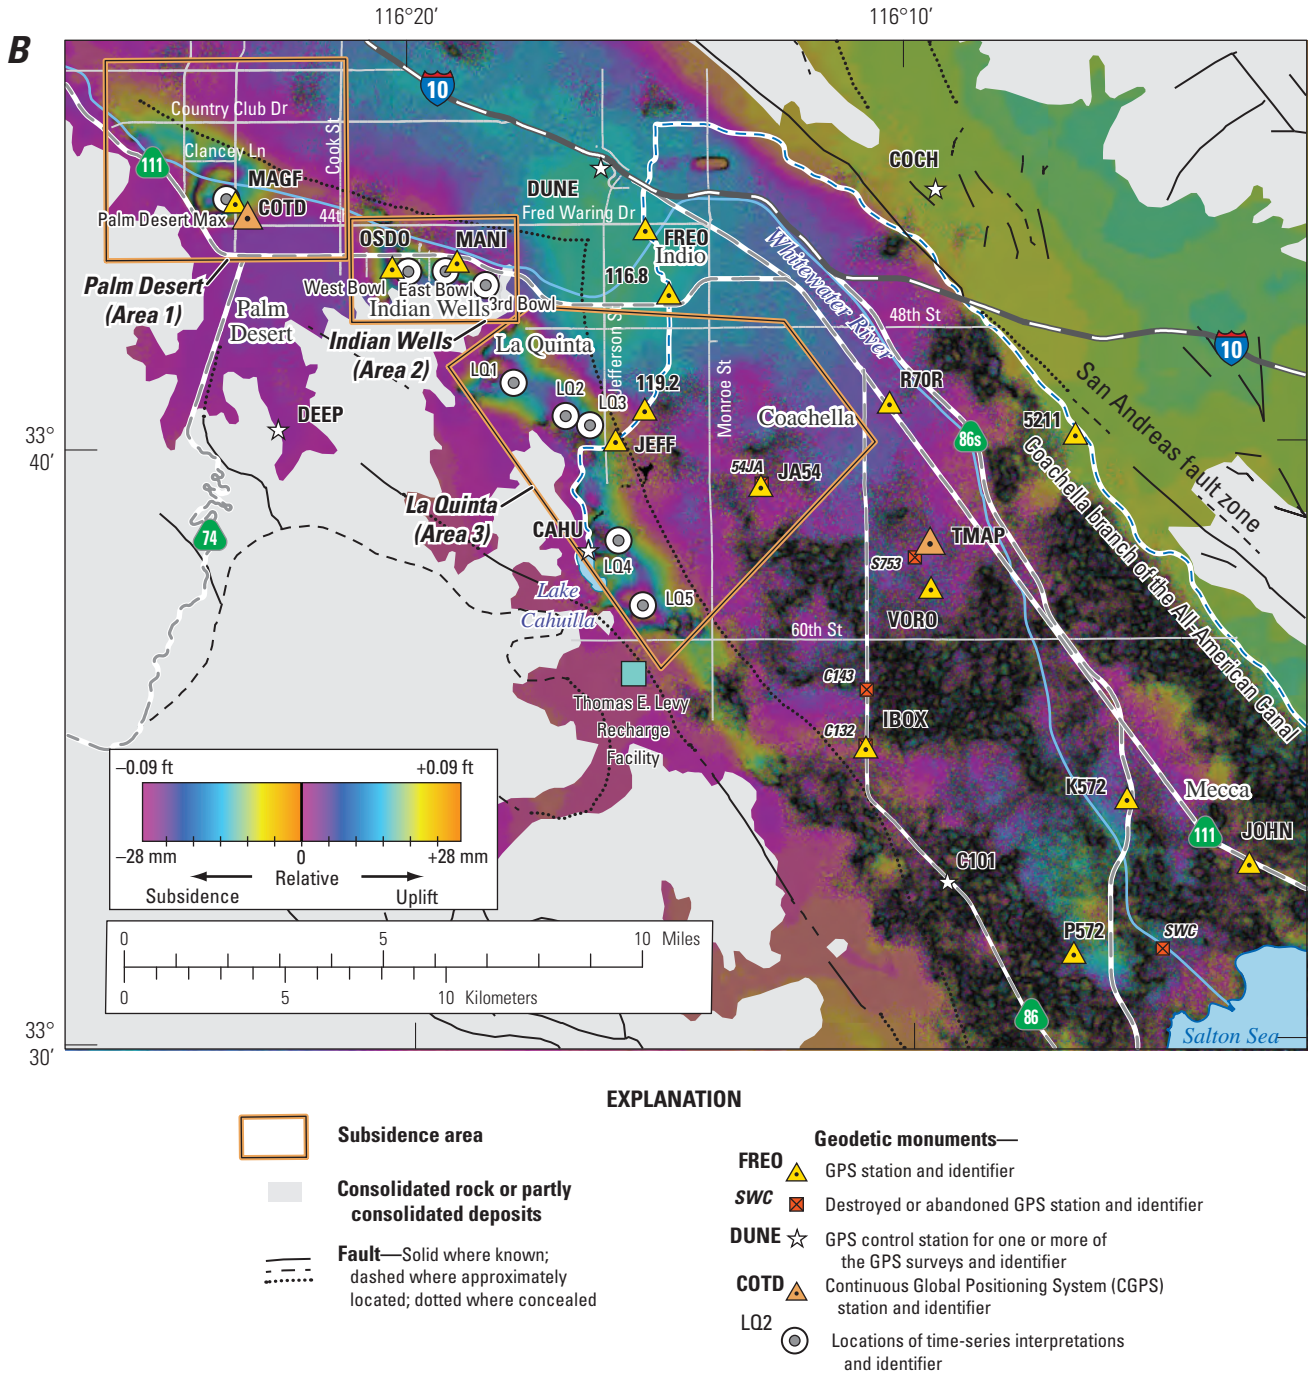 116°20′
116°10′
B
10
Country Club Dr
Cook St
Clancey Ln
111
MAGF
COCH
DUNE
COTD
Palm Desert Max
44th
Fred Waring Dr
OSDO
MANI
FREO
Indio
Whitewater River
116.8
Palm Desert
(Area 1)
West Bowl
East Bowl
3rd Bowl
Palm
Desert
Indian Wells
48th St
Indian Wells
(Area 2)
La Quinta
Jefferson St
10
LQ1
LQ2
LQ3
119.2
Monroe St
R70R
San Andreas fault zone
DEEP
Coachella
5211
33°
40′
JEFF
86s
54JA
JA54
Coachella branch of the All-American Canal
La Quinta
(Area 3)
74
CAHU
TMAP
S753
LQ4
Lake
Cahuilla
LQ5
VORO
60th St
Thomas E. Levy
Recharge
Facility
C143
C132
IBOX
–0.09 ft
+0.09 ft
K572
Mecca
111
JOHN
–28 mm
0
+28 mm
Relative
Subsidence
Uplift
C101
0
5
10 Miles
P572
SWC
0
5
10 Kilometers
86
33°
30′
Salton Sea
EXPLANATION
Subsidence area
Consolidated rock or partly
consolidated deposits
Fault—Solid where known;
dashed where approximately
located; dotted where concealed
Geodetic monuments—
FREO
GPS station and identifier
SWC
Destroyed or abandoned GPS station and identifier
DUNE
GPS control station for one or more of
the GPS surveys and identifier
COTD
Continuous Global Positioning System (CGPS)
station and identifier
LQ2
Locations of time-series interpretations
and identifier